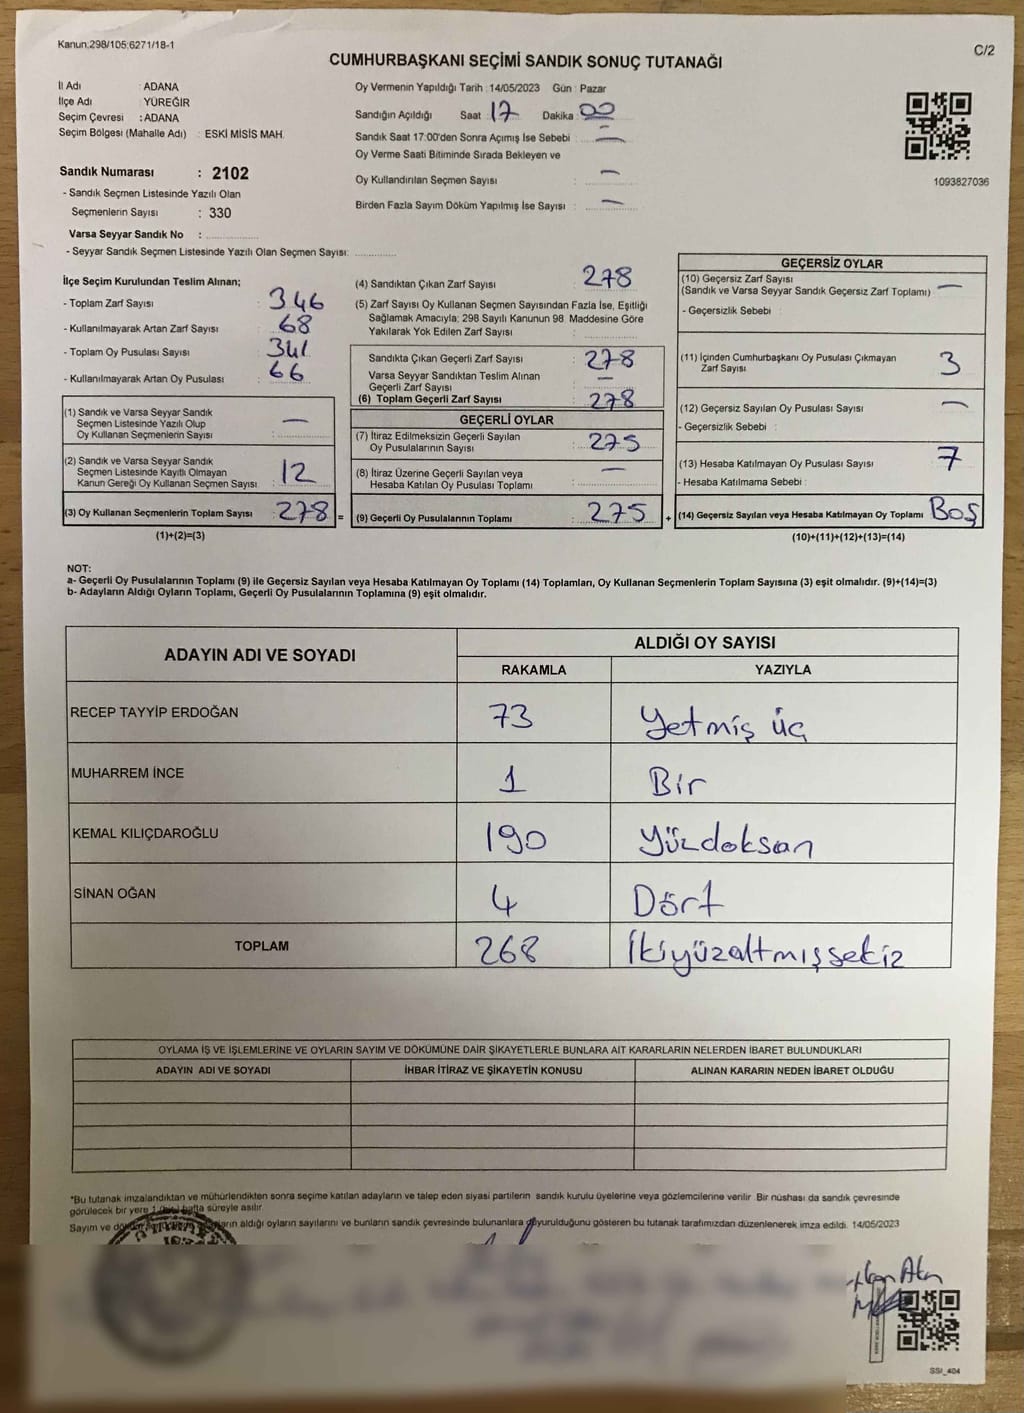 Kanun:298/105;6271/18-1
C/2
CUMHURBAŞKANI SEÇİMİ SANDIK SONUÇ TUTANAĞI
İl Adı : ADANA
İlçe Adı : YÜREĞİR
Seçim Çevresi : ADANA
Seçim Bölgesi (Mahalle Adı) : ESKİ MİSİS MAH.
Sandık Numarası : 2102
- Sandık Seçmen Listesinde Yazılı Olan
Seçmenlerin Sayısı : 330
Varsa Seyyar Sandık No :
- Seyyar Sandık Seçmen Listesinde Yazılı Olan Seçmen Sayısı:
Oy Vermenin Yapıldığı Tarih : 14/05/2023 Gün : Pazar
Sandığın Açıldığı Saat : 17 Dakika : 00
Sandık Saat 17:00'den Sonra Açımış İse Sebebi : —
Oy Verme Saati Bitiminde Sırada Bekleyen ve
Oy Kullandırılan Seçmen Sayısı : —
Birden Fazla Sayım Döküm Yapılmış İse Sayısı : —
1093827036
İlçe Seçim Kurulundan Teslim Alınan;
- Toplam Zarf Sayısı : 346
- Kullanılmayarak Artan Zarf Sayısı : 68
- Toplam Oy Pusulası Sayısı : 341
- Kullanılmayarak Artan Oy Pusulası : 66
(1) Sandık ve Varsa Seyyar Sandık
Seçmen Listesinde Yazılı Olup
Oy Kullanan Seçmenlerin Sayısı : —
(2) Sandık ve Varsa Seyyar Sandık
Seçmen Listesinde Kayıtlı Olmayan
Kanun Gereği Oy Kullanan Seçmen Sayısı : 12
(3) Oy Kullanan Seçmenlerin Toplam Sayısı : 278 =
(1)+(2)=(3)
(4) Sandıktan Çıkan Zarf Sayısı : 278
(5) Zarf Sayısı Oy Kullanan Seçmen Sayısından Fazla İse, Eşitliği
Sağlamak Amacıyla; 298 Sayılı Kanunun 98. Maddesine Göre
Yakılarak Yok Edilen Zarf Sayısı :
Sandıkta Çıkan Geçerli Zarf Sayısı : 278
Varsa Seyyar Sandıktan Teslim Alınan
Geçerli Zarf Sayısı : —
(6) Toplam Geçerli Zarf Sayısı : 278
GEÇERLİ OYLAR
(7) İtiraz Edilmeksizin Geçerli Sayılan
Oy Pusulalarının Sayısı : 275
(8) İtiraz Üzerine Geçerli Sayılan veya
Hesaba Katılan Oy Pusulası Toplamı : —
(9) Geçerli Oy Pusulalarının Toplamı : 275 +
GEÇERSİZ OYLAR
(10) Geçersiz Zarf Sayısı
(Sandık ve Varsa Seyyar Sandık Geçersiz Zarf Toplamı) : —
- Geçersizlik Sebebi :
(11) İçinden Cumhurbaşkanı Oy Pusulası Çıkmayan
Zarf Sayısı : 3
(12) Geçersiz Sayılan Oy Pusulası Sayısı : —
- Geçersizlik Sebebi :
(13) Hesaba Katılmayan Oy Pusulası Sayısı : 7
- Hesaba Katılmama Sebebi :
(14) Geçersiz Sayılan veya Hesaba Katılmayan Oy Toplamı : Boş
(10)+(11)+(12)+(13)=(14)
NOT:
a- Geçerli Oy Pusulalarının Toplamı (9) ile Geçersiz Sayılan veya Hesaba Katılmayan Oy Toplamı (14) Toplamları, Oy Kullanan Seçmenlerin Toplam Sayısına (3) eşit olmalıdır. (9)+(14)=(3)
b- Adayların Aldığı Oyların Toplamı, Geçerli Oy Pusulalarının Toplamına (9) eşit olmalıdır.
ADAYIN ADI VE SOYADI ALDIĞI OY SAYISI
RAKAMLA YAZIYLA
RECEP TAYYİP ERDOĞAN 73 Yetmiş üç
MUHARREM İNCE 1 Bir
KEMAL KILIÇDAROĞLU 190 Yüzdoksan
SİNAN OĞAN 4 Dört
TOPLAM 268 İkiyüzaltmışsekiz
OYLAMA İŞ VE İŞLEMLERİNE VE OYLARIN SAYIM VE DÖKÜMÜNE DAİR ŞİKAYETLERLE BUNLARA AİT KARARLARIN NELERDEN İBARET BULUNDUKLARI
ADAYIN ADI VE SOYADI İHBAR İTİRAZ VE ŞİKAYETİN KONUSU ALINAN KARARIN NEDEN İBARET OLDUĞU
*Bu tutanak imzalandıktan ve mühürlendikten sonra seçime katılan adayların ve talep eden siyasi partilerin sandık kurulu üyelerine veya gözlemcilerine verilir. Bir nüshası da sandık çevresinde
görülecek bir yere 1 hafta süreyle asılır.
Sayım ve aldığı oyların sayılarını ve bunların sandık çevresinde bulunanlara duyurulduğunu gösteren bu tutanak tarafımızdan düzenlenerek imza edildi. 14/05/2023
SSI_404